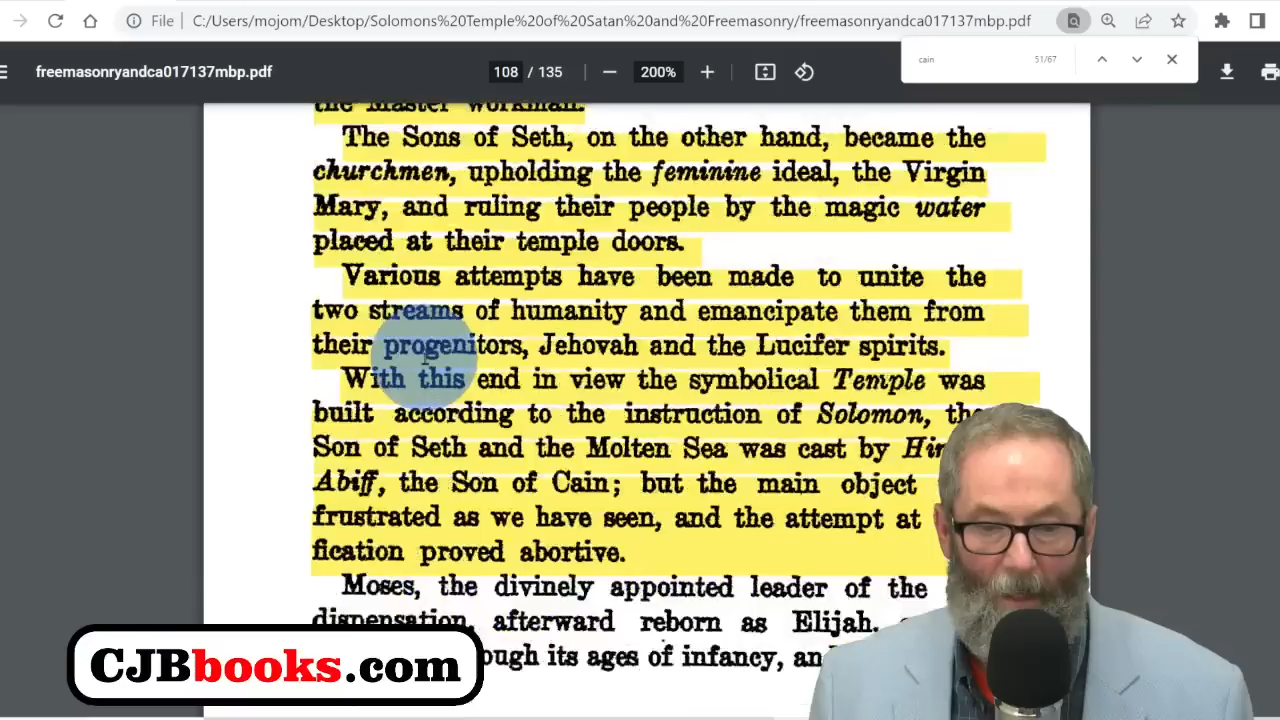 File
C:/Users/mojom/Desktop/Solomons%20Temple%20of%20Satan%20and%20Freemasonry/freemasonryandca017137mbp.pdf
freemasonryandca017137mbp.pdf
108 / 135
200%
cain
51/67
the Master workman.
The Sons of Seth, on the other hand, became the
churchmen, upholding the feminine ideal, the Virgin
Mary, and ruling their people by the magic water
placed at their temple doors.
Various attempts have been made to unite the
two streams of humanity and emancipate them from
their progenitors, Jehovah and the Lucifer spirits.
With this end in view the symbolical Temple was
built according to the instruction of Solomon, the
Son of Seth and the Molten Sea was cast by
Abiff, the Son of Cain; but the main object
frustrated as we have seen, and the attempt at
fication proved abortive.
Moses, the divinely appointed leader of the
dispensation, afterward reborn as Elijah,
its ages of infancy,
CJBbooks.com